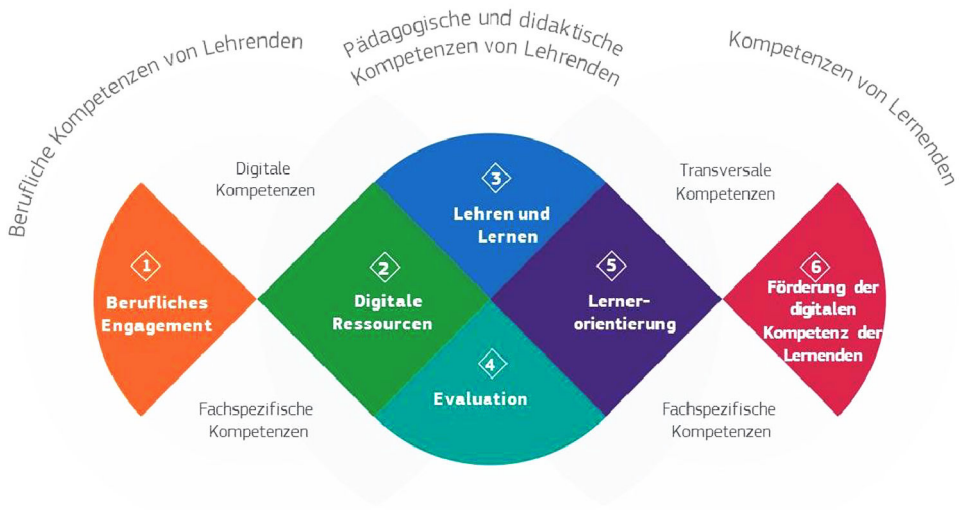 Berufliche Kompetenzen von Lehrenden
Pädagogische und didaktische
Kompetenzen von Lehrenden
Kompetenzen von Lernenden
Digitale
Kompetenzen
Transversale
Kompetenzen
3
Lehren und
Lernen
1
Berufliches
Engagement
2
Digitale
Ressourcen
5
Lerner-
orientierung
6
Förderung der
digitalen
Kompetenz der
Lernenden
4
Evaluation
Fachspezifische
Kompetenzen
Fachspezifische
Kompetenzen